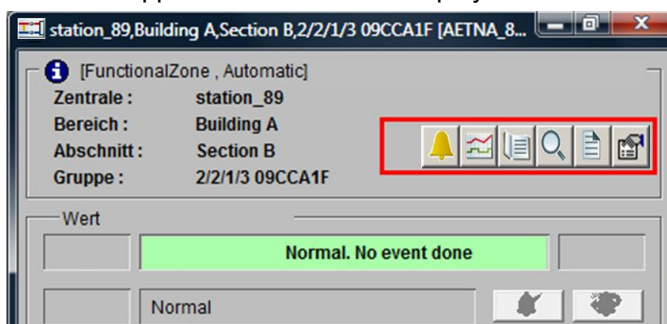 station_89,Building A,Section B,2/2/1/3 09CCA1F [AETNA_8...
[FunctionalZone , Automatic]
Zentrale : station_89
Bereich : Building A
Abschnitt : Section B
Gruppe : 2/2/1/3 09CCA1F
Wert
Normal. No event done
Normal